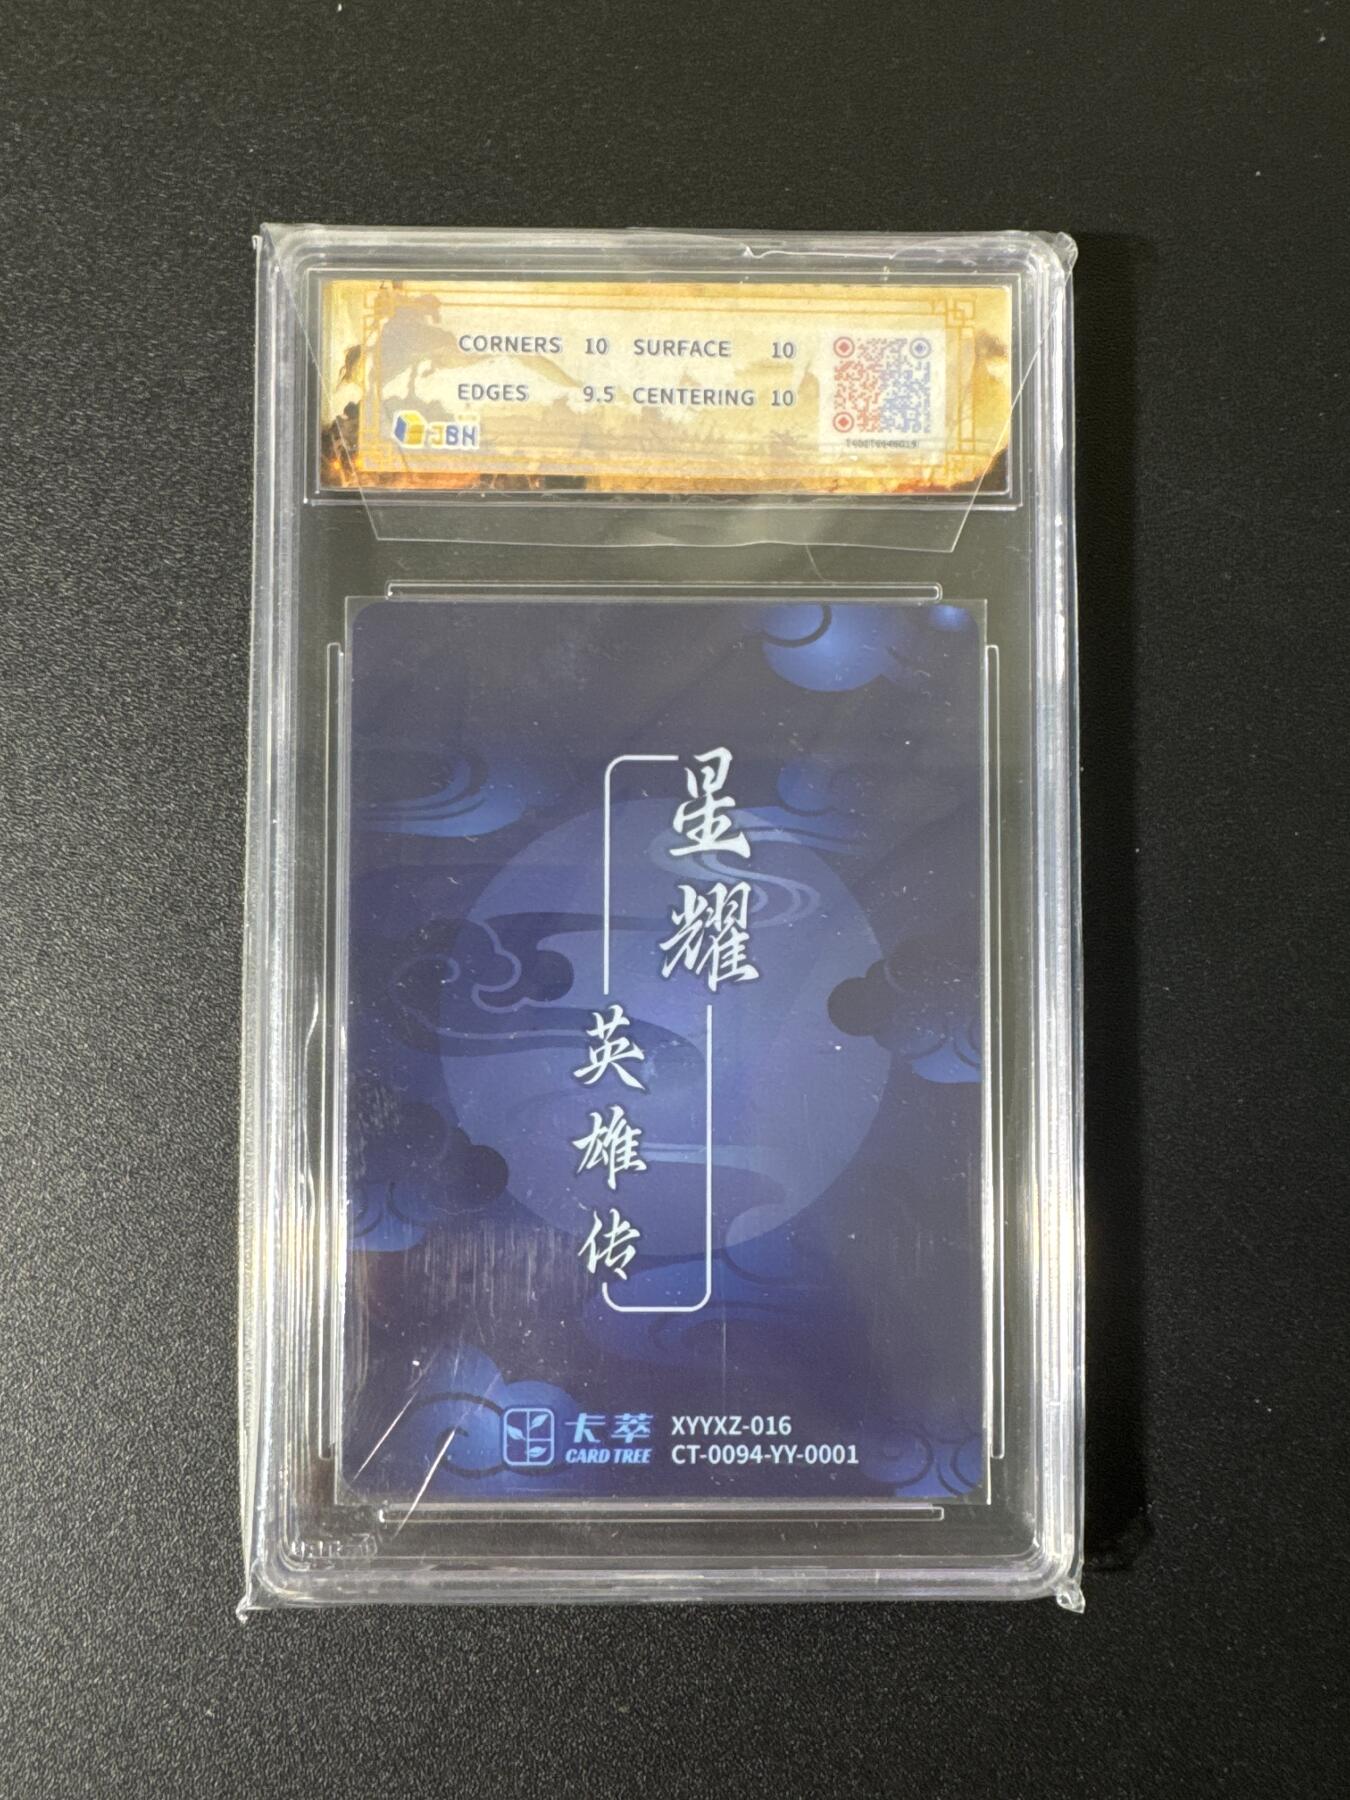 CORNERS 10 SURFACE 10
EDGES 9.5 CENTERING 10
JBH
星耀
英雄传
卡萃 XYYXZ-016
CARD TREE CT-0094-YY-0001